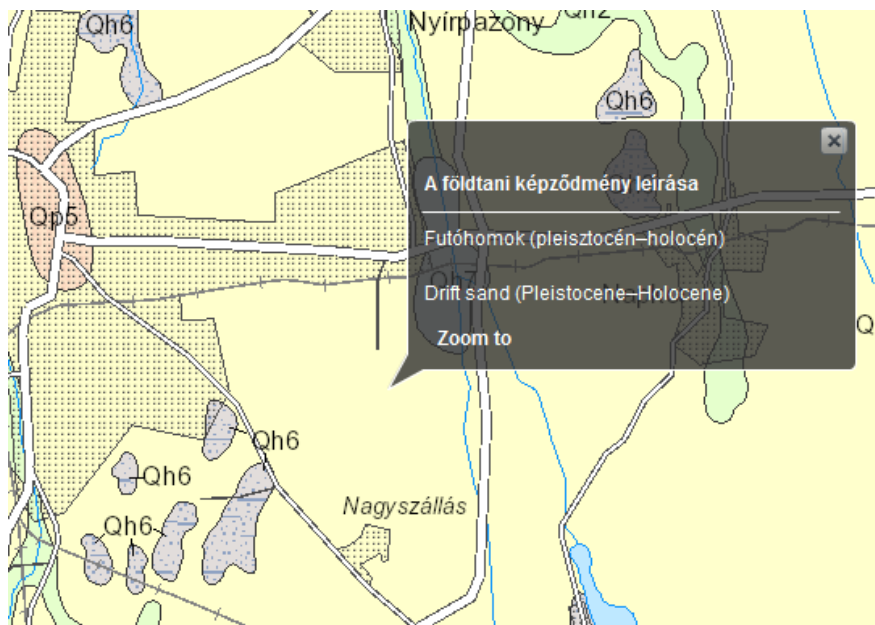 Qh6
Nyírpazony
Qh2
Qh6
Qp5
A földtani képződmény leírása
Futóhomok (pleisztocén–holocén)
Drift sand (Pleistocene–Holocene)
Zoom to
Qh6
Qh6
Nagyszállás
Qh6